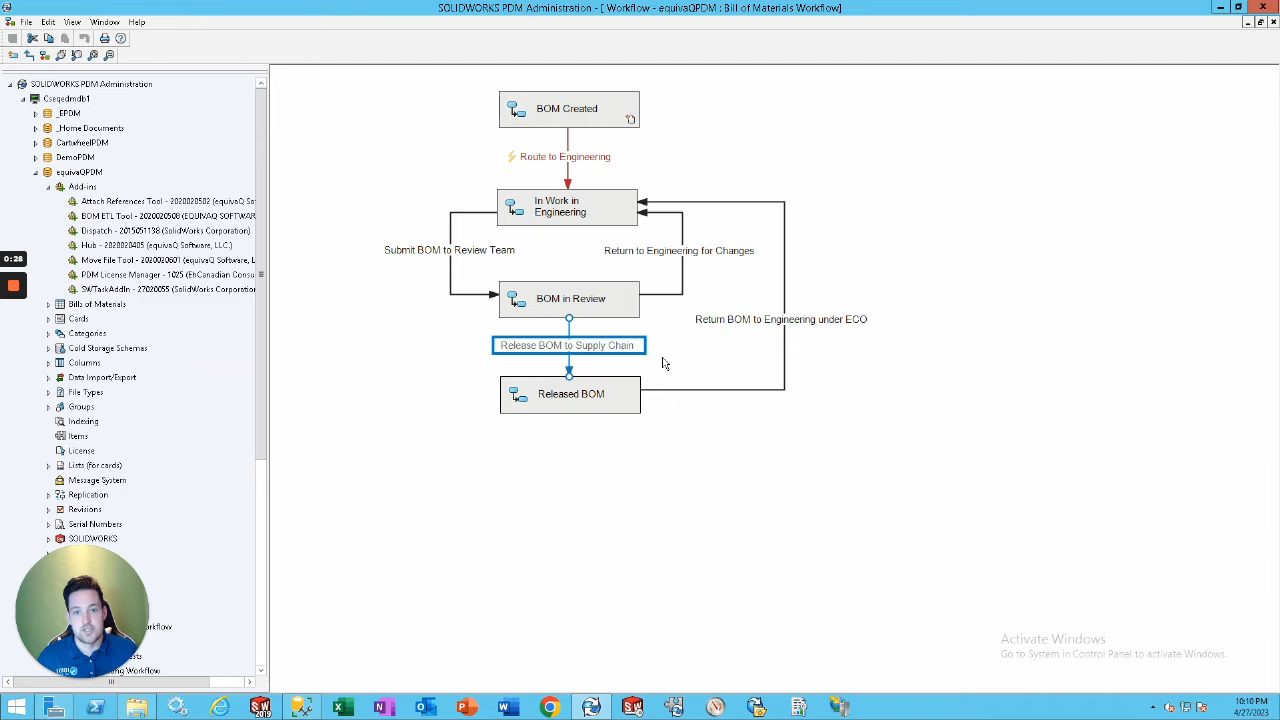 SOLIDWORKS PDM Administration - [ Workflow - equivaQPDM : Bill of Materials Workflow]
File Edit View Window Help
SOLIDWORKS PDM Administration
Csegedmdb1
_EPDM
_Home Documents
CartwheelPDM
DemoPDM
equivaQPDM
Add-ins
Attach References Tool - 2020020502 (equivaQ
BOM ETL Tool - 2020020508 (EQUIVAQ SOFTWAR
Dispatch - 2015051138 (SolidWorks Corporation)
Hub - 2020020405 (equivaQ Software, LLC.)
Move File Tool - 2020020601 (equivaQ Software, L
PDM License Manager - 1025 (EhCanadian Consu
SWTaskAddIn - 27020055 (SolidWorks Corporation
Bills of Materials
Cards
Categories
Cold Storage Schemas
Columns
Data Import/Export
File Types
Groups
Indexing
Items
License
Lists (for cards)
Message System
Replication
Revisions
Serial Numbers
SOLIDWORKS
BOM Created
Route to Engineering
In Work in
Engineering
Submit BOM to Review Team
Return to Engineering for Changes
BOM in Review
Return BOM to Engineering under ECO
Release BOM to Supply Chain
Released BOM
0:28
Activate Windows
Go to System in Control Panel to activate Windows.
SW
2019
10:10 PM
4/27/2023